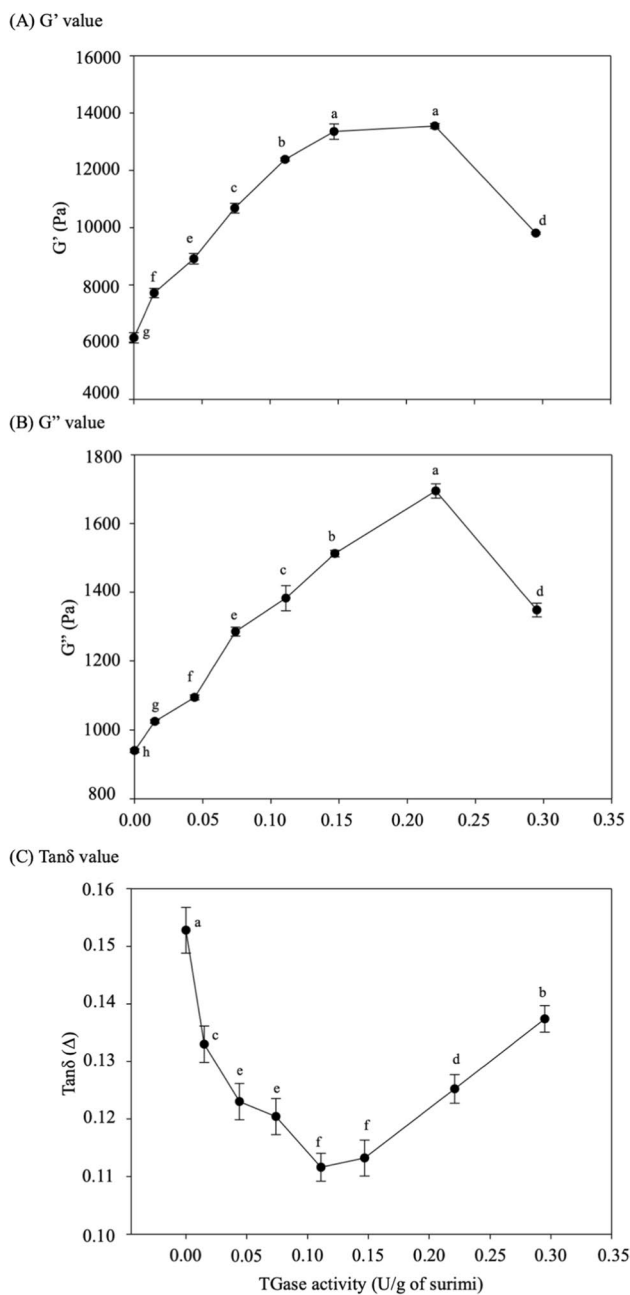 (A) G’ value
16000
14000
12000
10000
8000
6000
4000
G’ (Pa)
g
f
e
c
b
a
a
d
(B) G” value
1800
1600
1400
1200
1000
800
G” (Pa)
h
g
f
e
c
b
a
d
0.00 0.05 0.10 0.15 0.20 0.25 0.30 0.35
(C) Tanδ value
0.16
0.15
0.14
0.13
0.12
0.11
0.10
Tanδ (Δ)
a
c
e
e
f
f
d
b
0.00 0.05 0.10 0.15 0.20 0.25 0.30 0.35
TGase activity (U/g of surimi)